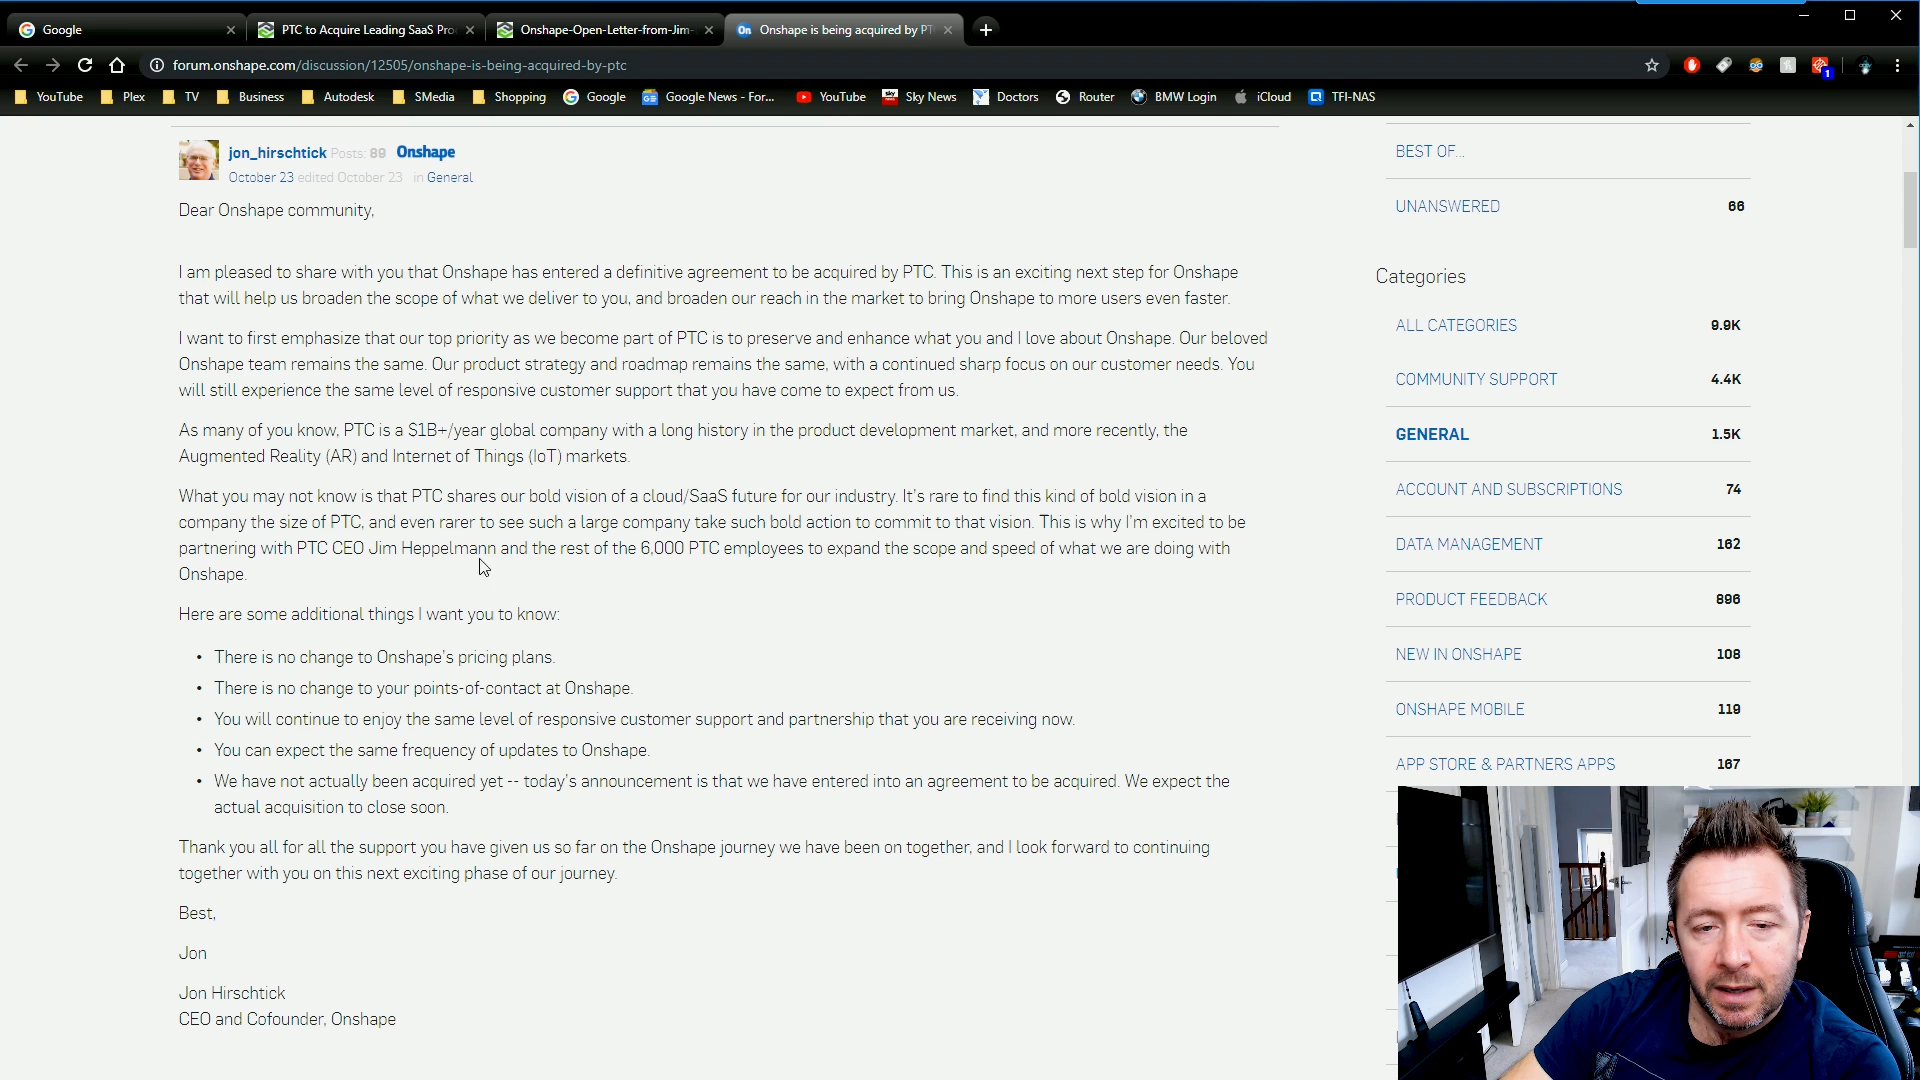 Google
PTC to Acquire Leading SaaS Pro
Onshape-Open-Letter-from-Jim-
On Onshape is being acquired by PT
forum.onshape.com/discussion/12505/onshape-is-being-acquired-by-ptc
1
YouTube
Plex
TV
Business
Autodesk
SMedia
Shopping
Google
Google News - For...
YouTube
Sky News
Doctors
Router
BMW Login
iCloud
TFI-NAS
jon_hirschtick Posts: 89 Onshape
October 23 edited October 23 in General
Dear Onshape community,
I am pleased to share with you that Onshape has entered a definitive agreement to be acquired by PTC. This is an exciting next step for Onshape
that will help us broaden the scope of what we deliver to you, and broaden our reach in the market to bring Onshape to more users even faster.
I want to first emphasize that our top priority as we become part of PTC is to preserve and enhance what you and I love about Onshape. Our beloved
Onshape team remains the same. Our product strategy and roadmap remains the same, with a continued sharp focus on our customer needs. You
will still experience the same level of responsive customer support that you have come to expect from us.
As many of you know, PTC is a $1B+/year global company with a long history in the product development market, and more recently, the
Augmented Reality (AR) and Internet of Things (IoT) markets.
What you may not know is that PTC shares our bold vision of a cloud/SaaS future for our industry. It's rare to find this kind of bold vision in a
company the size of PTC, and even rarer to see such a large company take such bold action to commit to that vision. This is why I'm excited to be
partnering with PTC CEO Jim Heppelmann and the rest of the 6,000 PTC employees to expand the scope and speed of what we are doing with
Onshape.
Here are some additional things I want you to know:
• There is no change to Onshape's pricing plans.
• There is no change to your points-of-contact at Onshape.
• You will continue to enjoy the same level of responsive customer support and partnership that you are receiving now.
• You can expect the same frequency of updates to Onshape.
• We have not actually been acquired yet -- today's announcement is that we have entered into an agreement to be acquired. We expect the
actual acquisition to close soon.
Thank you all for all the support you have given us so far on the Onshape journey we have been on together, and I look forward to continuing
together with you on this next exciting phase of our journey.
Best,
Jon
Jon Hirschtick
CEO and Cofounder, Onshape
BEST OF...
UNANSWERED 66
Categories
ALL CATEGORIES 9.9K
COMMUNITY SUPPORT 4.4K
GENERAL 1.5K
ACCOUNT AND SUBSCRIPTIONS 74
DATA MANAGEMENT 162
PRODUCT FEEDBACK 896
NEW IN ONSHAPE 108
ONSHAPE MOBILE 119
APP STORE & PARTNERS APPS 167